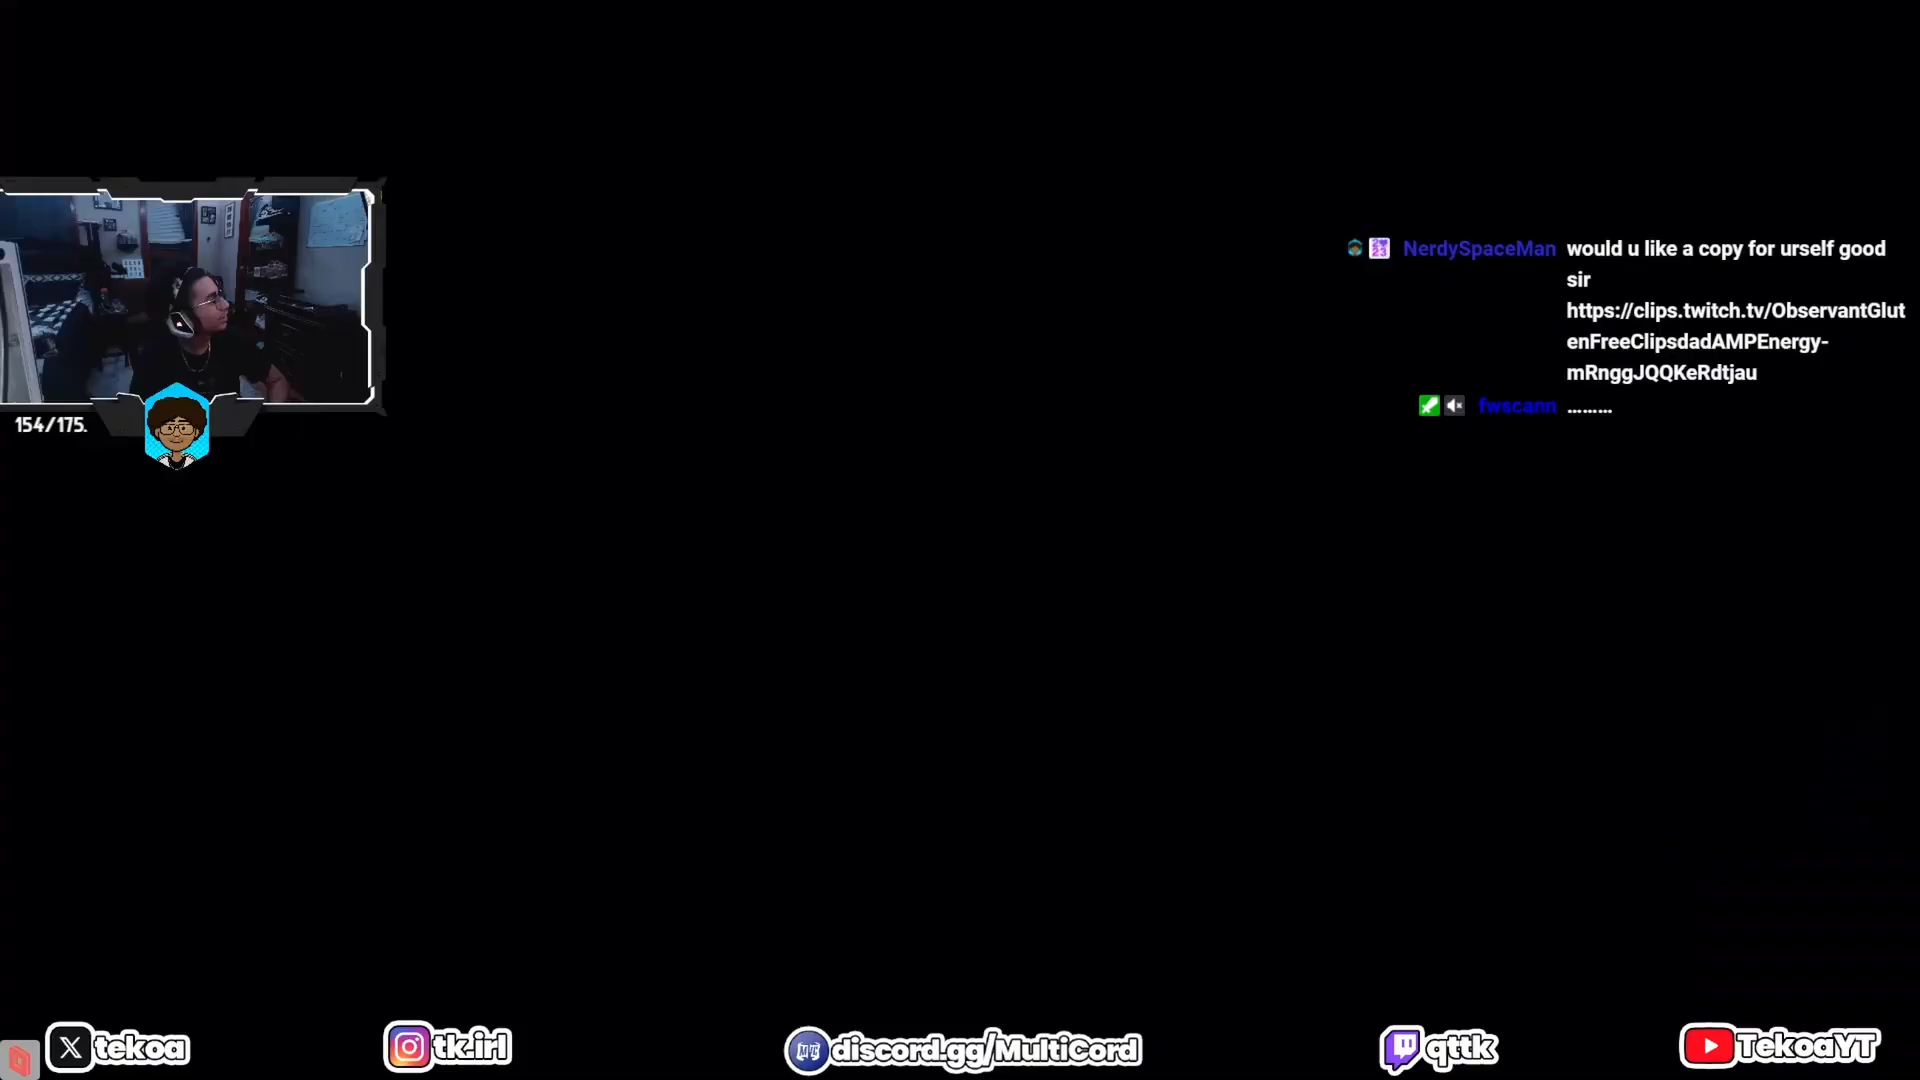 NerdySpaceMan would u like a copy for urself good
sir
https://clips.twitch.tv/ObservantGlut
enFreeClipsdadAMPEnergy-
mRnggJQQKeRdtjau
fwscann .........
154/175.
tekoa
tk.irl
discord.gg/MultiCord
qttk
TekoaYT